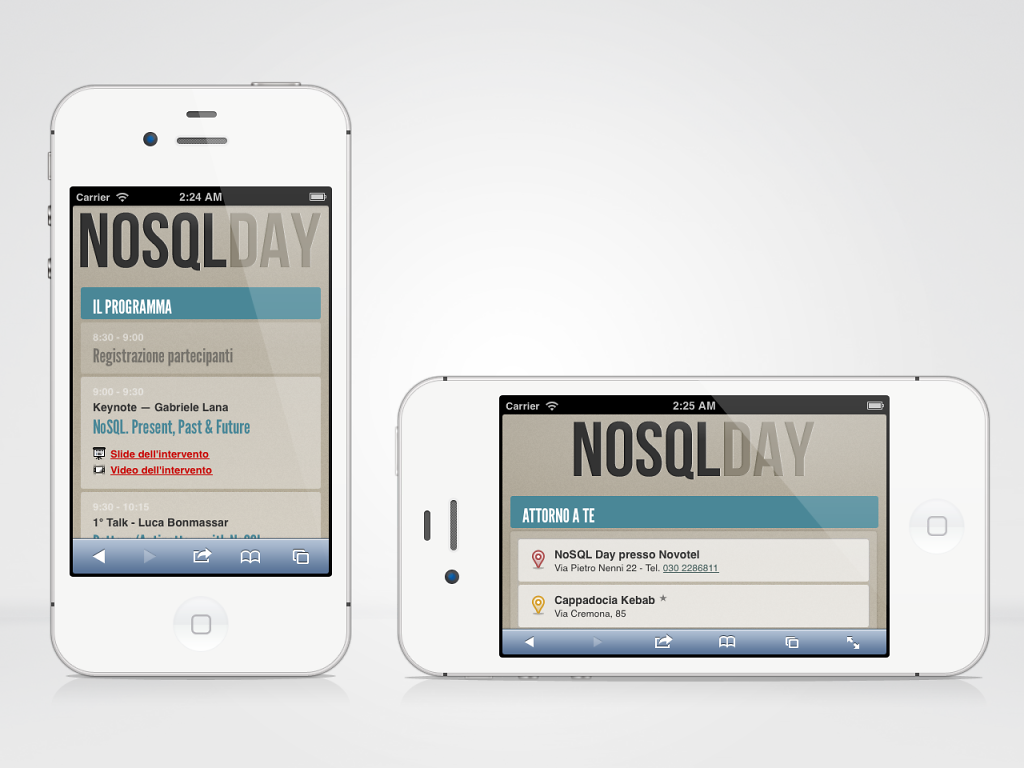 Carrier 2:24 AM
NOSQLDAY
IL PROGRAMMA
8:30 - 9:00
Registrazione partecipanti
9:00 - 9:30
Keynote — Gabriele Lana
NoSQL. Present, Past & Future
Slide dell'intervento
Video dell'intervento
9:30 - 10:15
1° Talk - Luca Bonmassar
Carrier 2:25 AM
NOSQLDAY
ATTORNO A TE
NoSQL Day presso Novotel
Via Pietro Nenni 22 - Tel. 030 2286811
Cappadocia Kebab ★
Via Cremona, 85